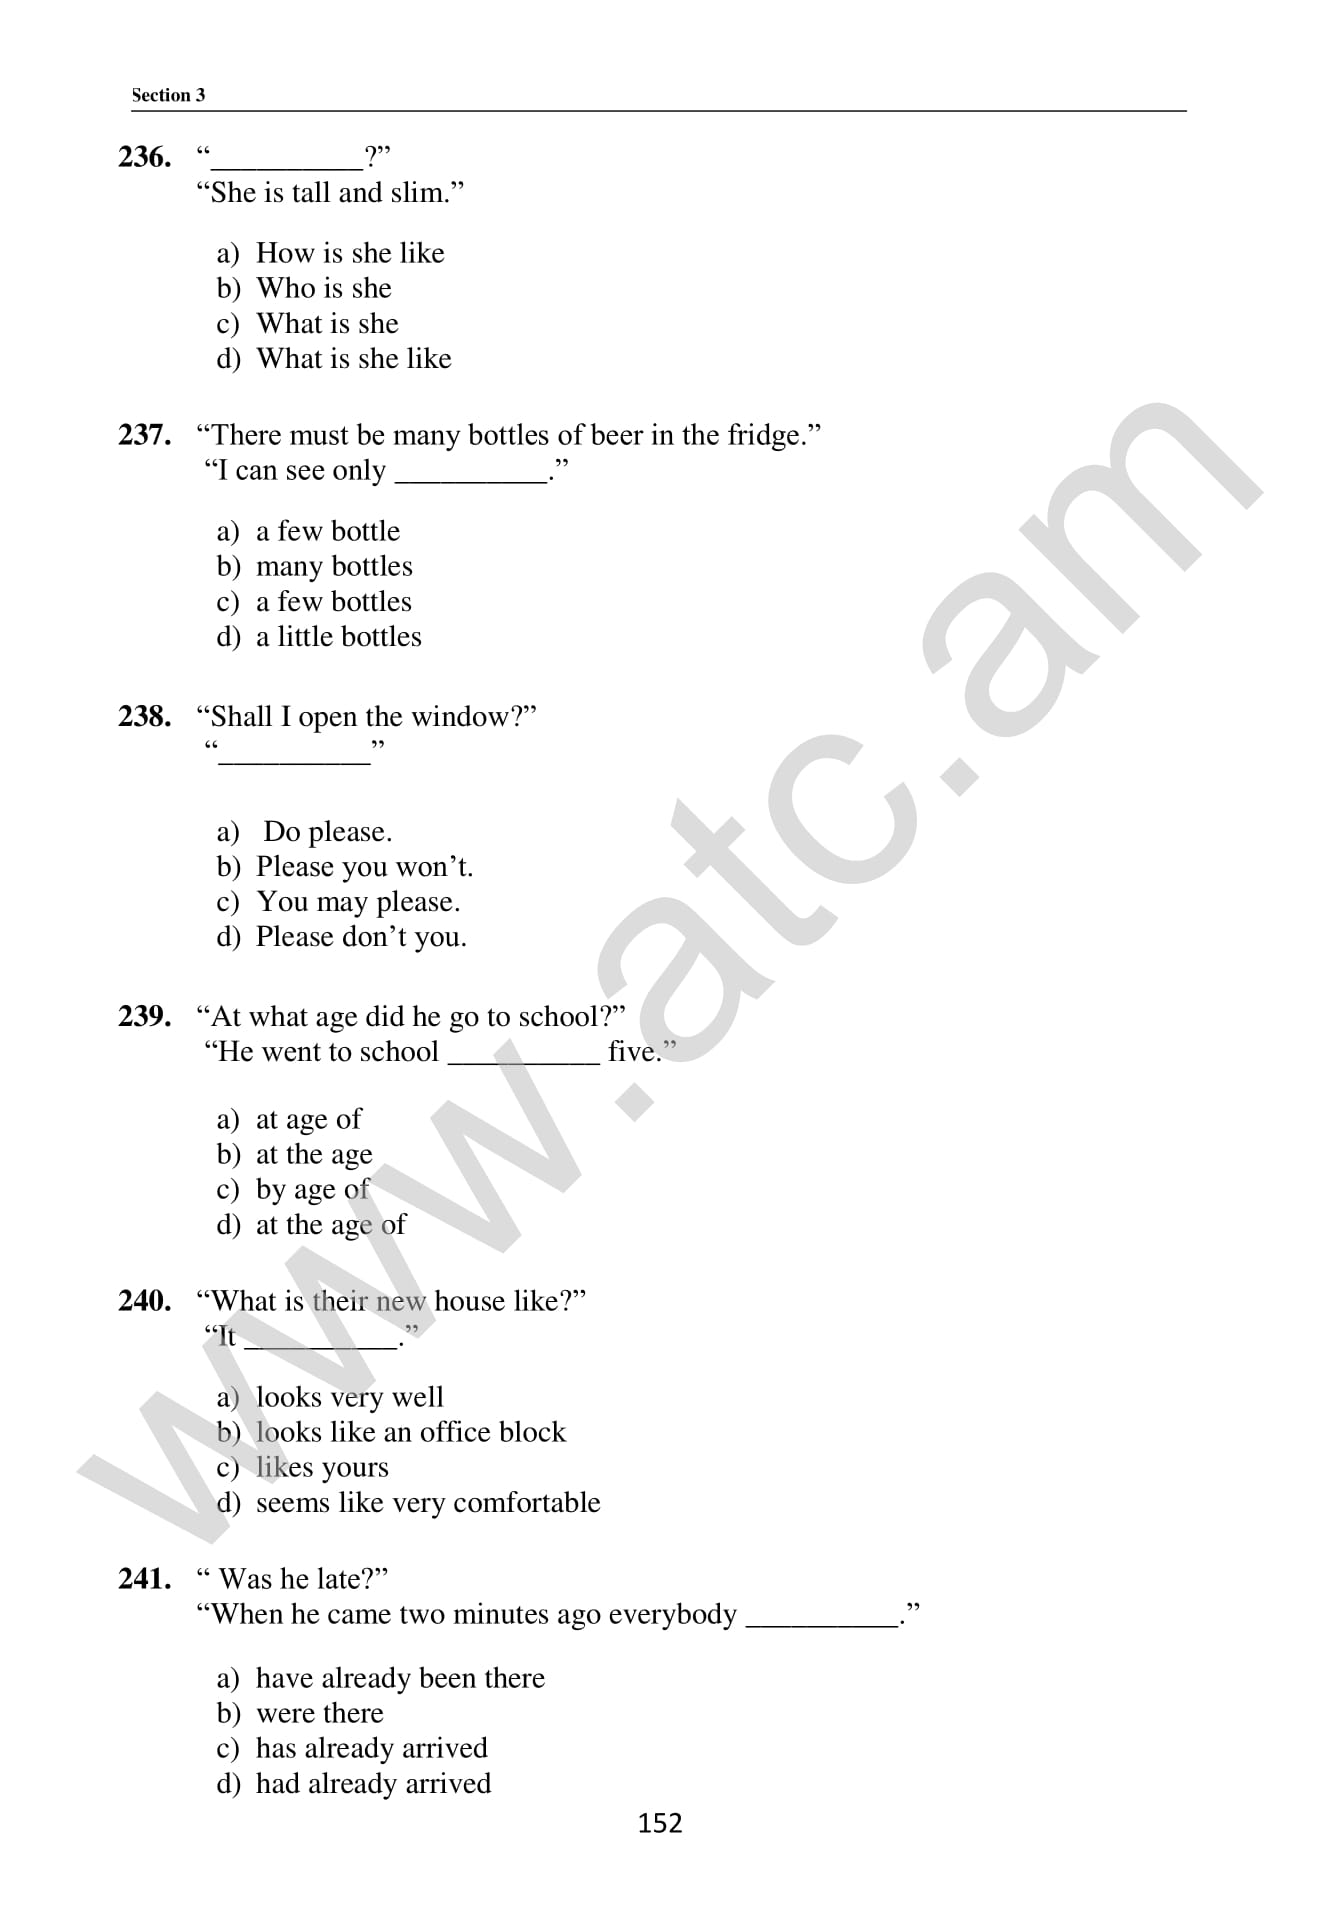 Section 3
236. “__________?”
“She is tall and slim.”
a) How is she like
b) Who is she
c) What is she
d) What is she like
237. “There must be many bottles of beer in the fridge.”
“I can see only __________.”
a) a few bottle
b) many bottles
c) a few bottles
d) a little bottles
238. “Shall I open the window?”
“__________”
a) Do please.
b) Please you won’t.
c) You may please.
d) Please don’t you.
239. “At what age did he go to school?”
“He went to school __________ five.”
a) at age of
b) at the age
c) by age of
d) at the age of
240. “What is their new house like?”
“It __________.”
a) looks very well
b) looks like an office block
c) likes yours
d) seems like very comfortable
241. “ Was he late?”
“When he came two minutes ago everybody __________.”
a) have already been there
b) were there
c) has already arrived
d) had already arrived
152
www.atc.am